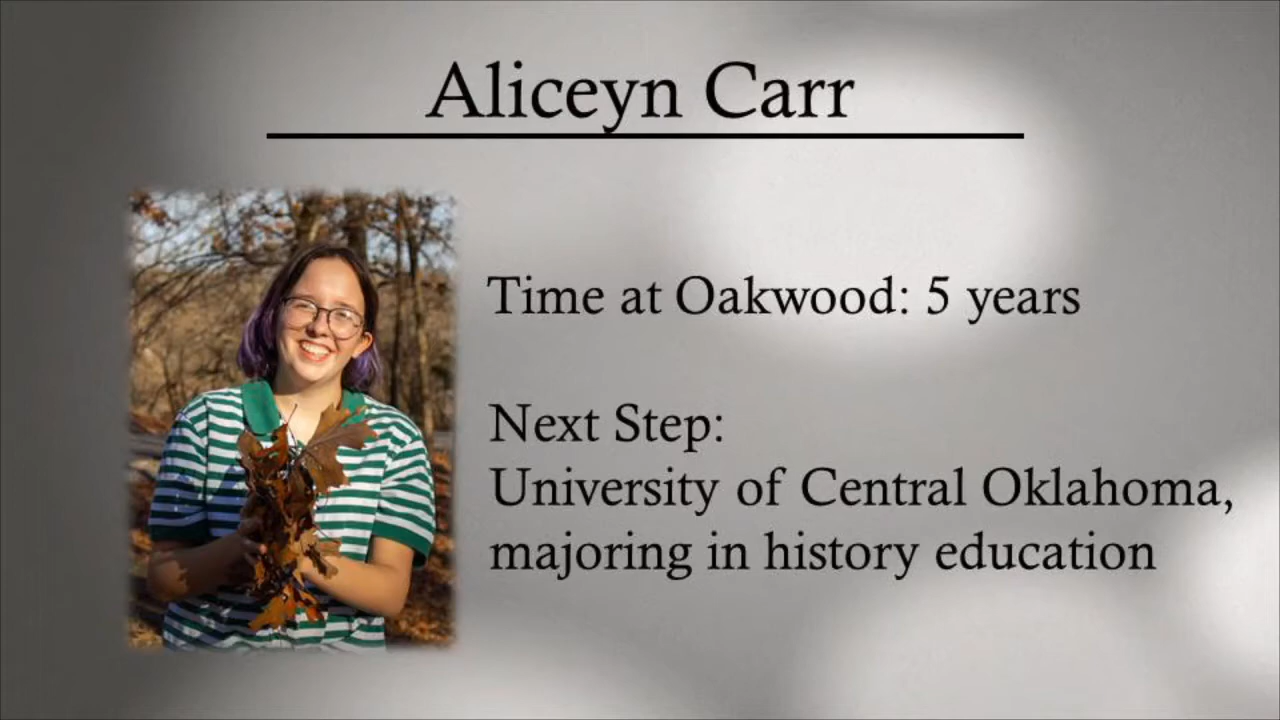 Aliceyn Carr
Time at Oakwood: 5 years
Next Step:
University of Central Oklahoma,
majoring in history education